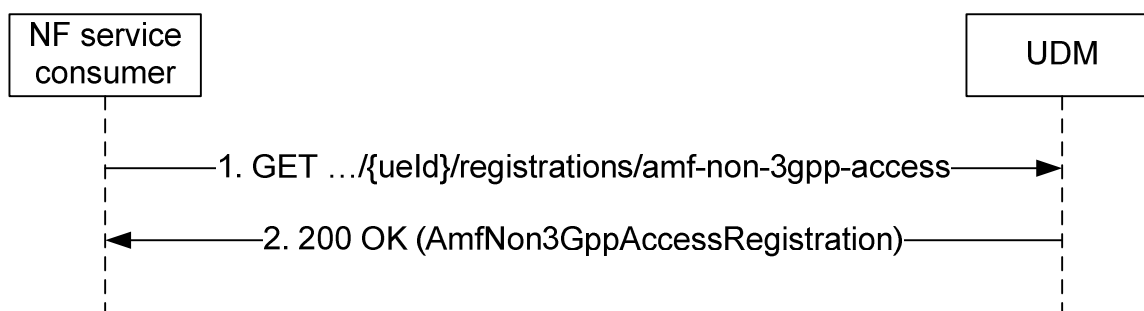 NF service
consumer
UDM
1. GET …/{ueId}/registrations/amf-non-3gpp-access
2. 200 OK (AmfNon3GppAccessRegistration)